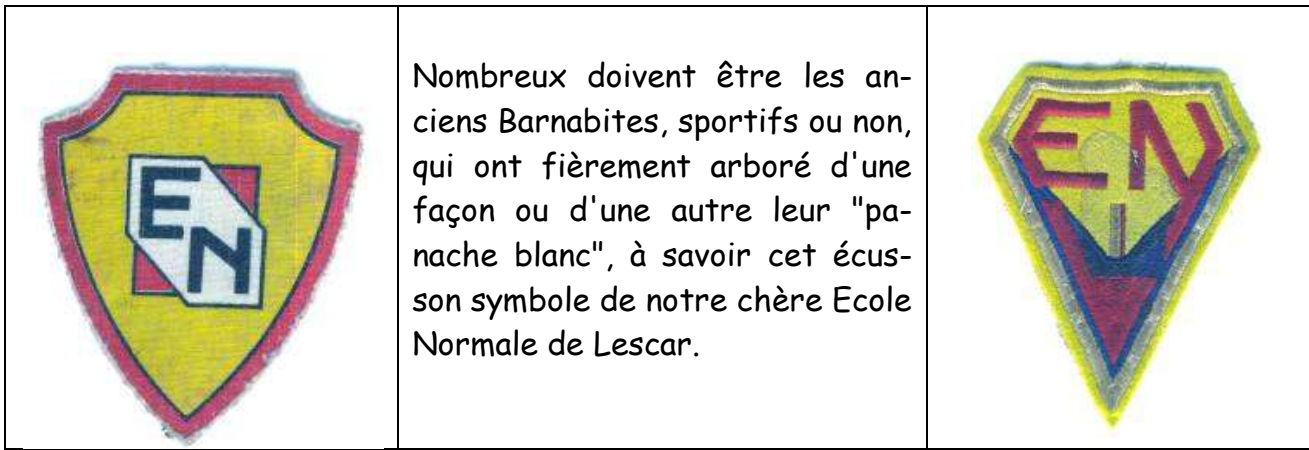 E
N
Nombreux doivent être les an-
ciens Barnabites, sportifs ou non,
qui ont fièrement arboré d'une
façon ou d'une autre leur "pa-
nache blanc", à savoir cet écus-
son symbole de notre chère Ecole
Normale de Lescar.
EN